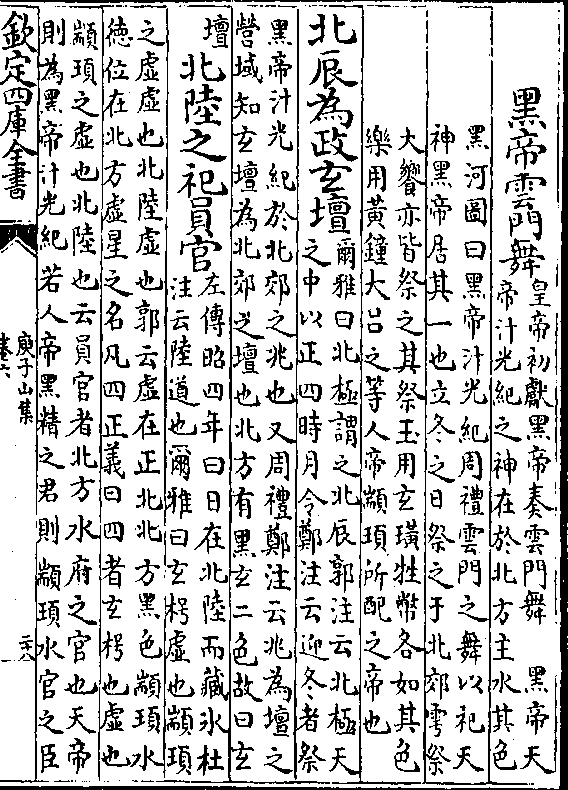 黑帝雲門舞
皇帝初獻黑帝奏雲門舞　黑帝天
帝汁光紀之神在於北方主水其色
黑河圖曰黑帝汁光紀周禮雲門之舞以祀天
神黑帝居其一也立冬之日祭之于北郊雩祭
大饗亦皆祭之其祭玉用玄璜牲幣各如其色
樂用黃鐘大呂之等人帝顓頊所配之帝也
北辰為政玄壇
爾雅曰北極謂之北辰郭注云北極天
之中以正四時月令鄭注云迎冬者祭
黑帝汁光紀於北郊之兆也又周禮鄭注云兆為壇之
營域知玄壇為北郊之壇也北方有黑玄二色故曰玄
壇
北陸之祀員官
左傳昭四年曰日在北陸而藏冰杜
注云陸道也爾雅曰玄枵虛也顓頊
之虛虛也北陸虛也郭云虛在正北北方黑色顓頊水
德位在北方虛星之名凡四正義曰四者玄枵也虛也
顓頊之虛也北陸也云員官者北方水府之官也天帝
則為黑帝汁光紀若人帝黑精之君則顓頊水官之臣
欽定四庫全書
庾子山集
卷六
二十八